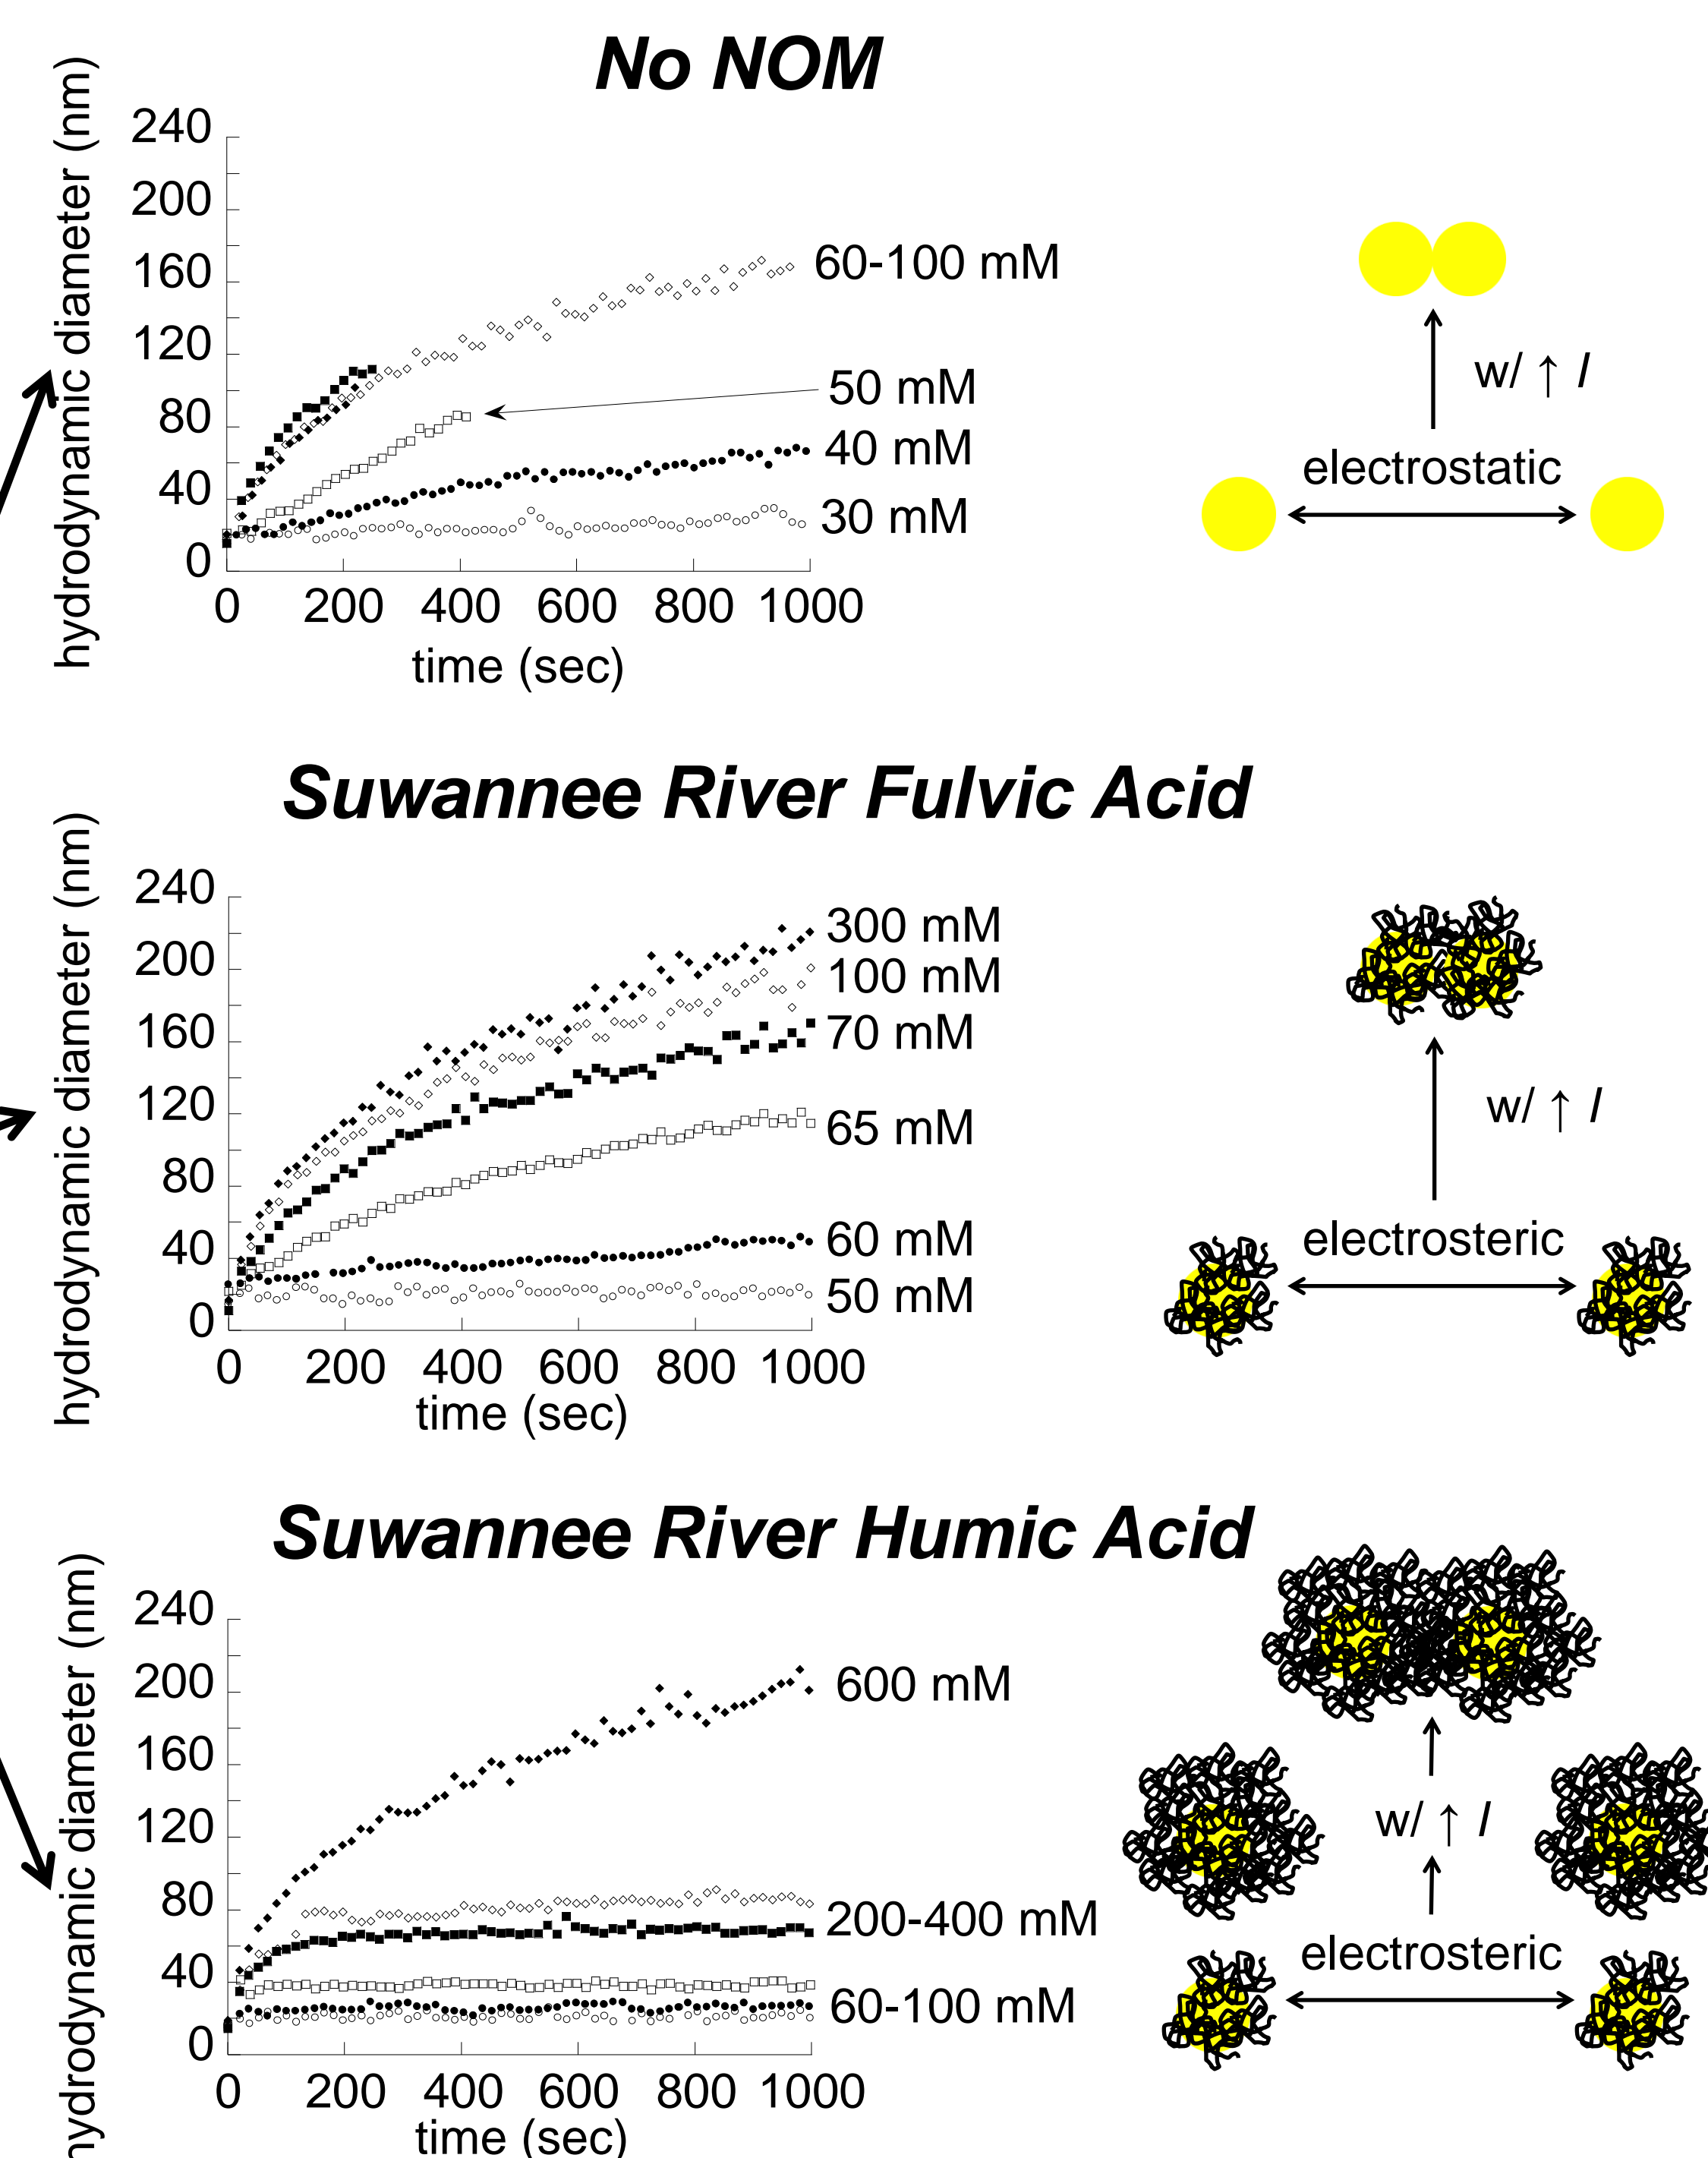 No NOM
hydrodynamic diameter (nm)
240
200
160
120
80
40
0
60-100 mM
50 mM
40 mM
30 mM
0 200 400 600 800 1000
time (sec)
w/ ↑ I
electrostatic
Suwannee River Fulvic Acid
hydrodynamic diameter (nm)
240
200
160
120
80
40
0
300 mM
100 mM
70 mM
65 mM
60 mM
50 mM
0 200 400 600 800 1000
time (sec)
w/ ↑ I
electrosteric
Suwannee River Humic Acid
hydrodynamic diameter (nm)
240
200
160
120
80
40
0
600 mM
200-400 mM
60-100 mM
0 200 400 600 800 1000
time (sec)
w/ ↑ I
electrosteric